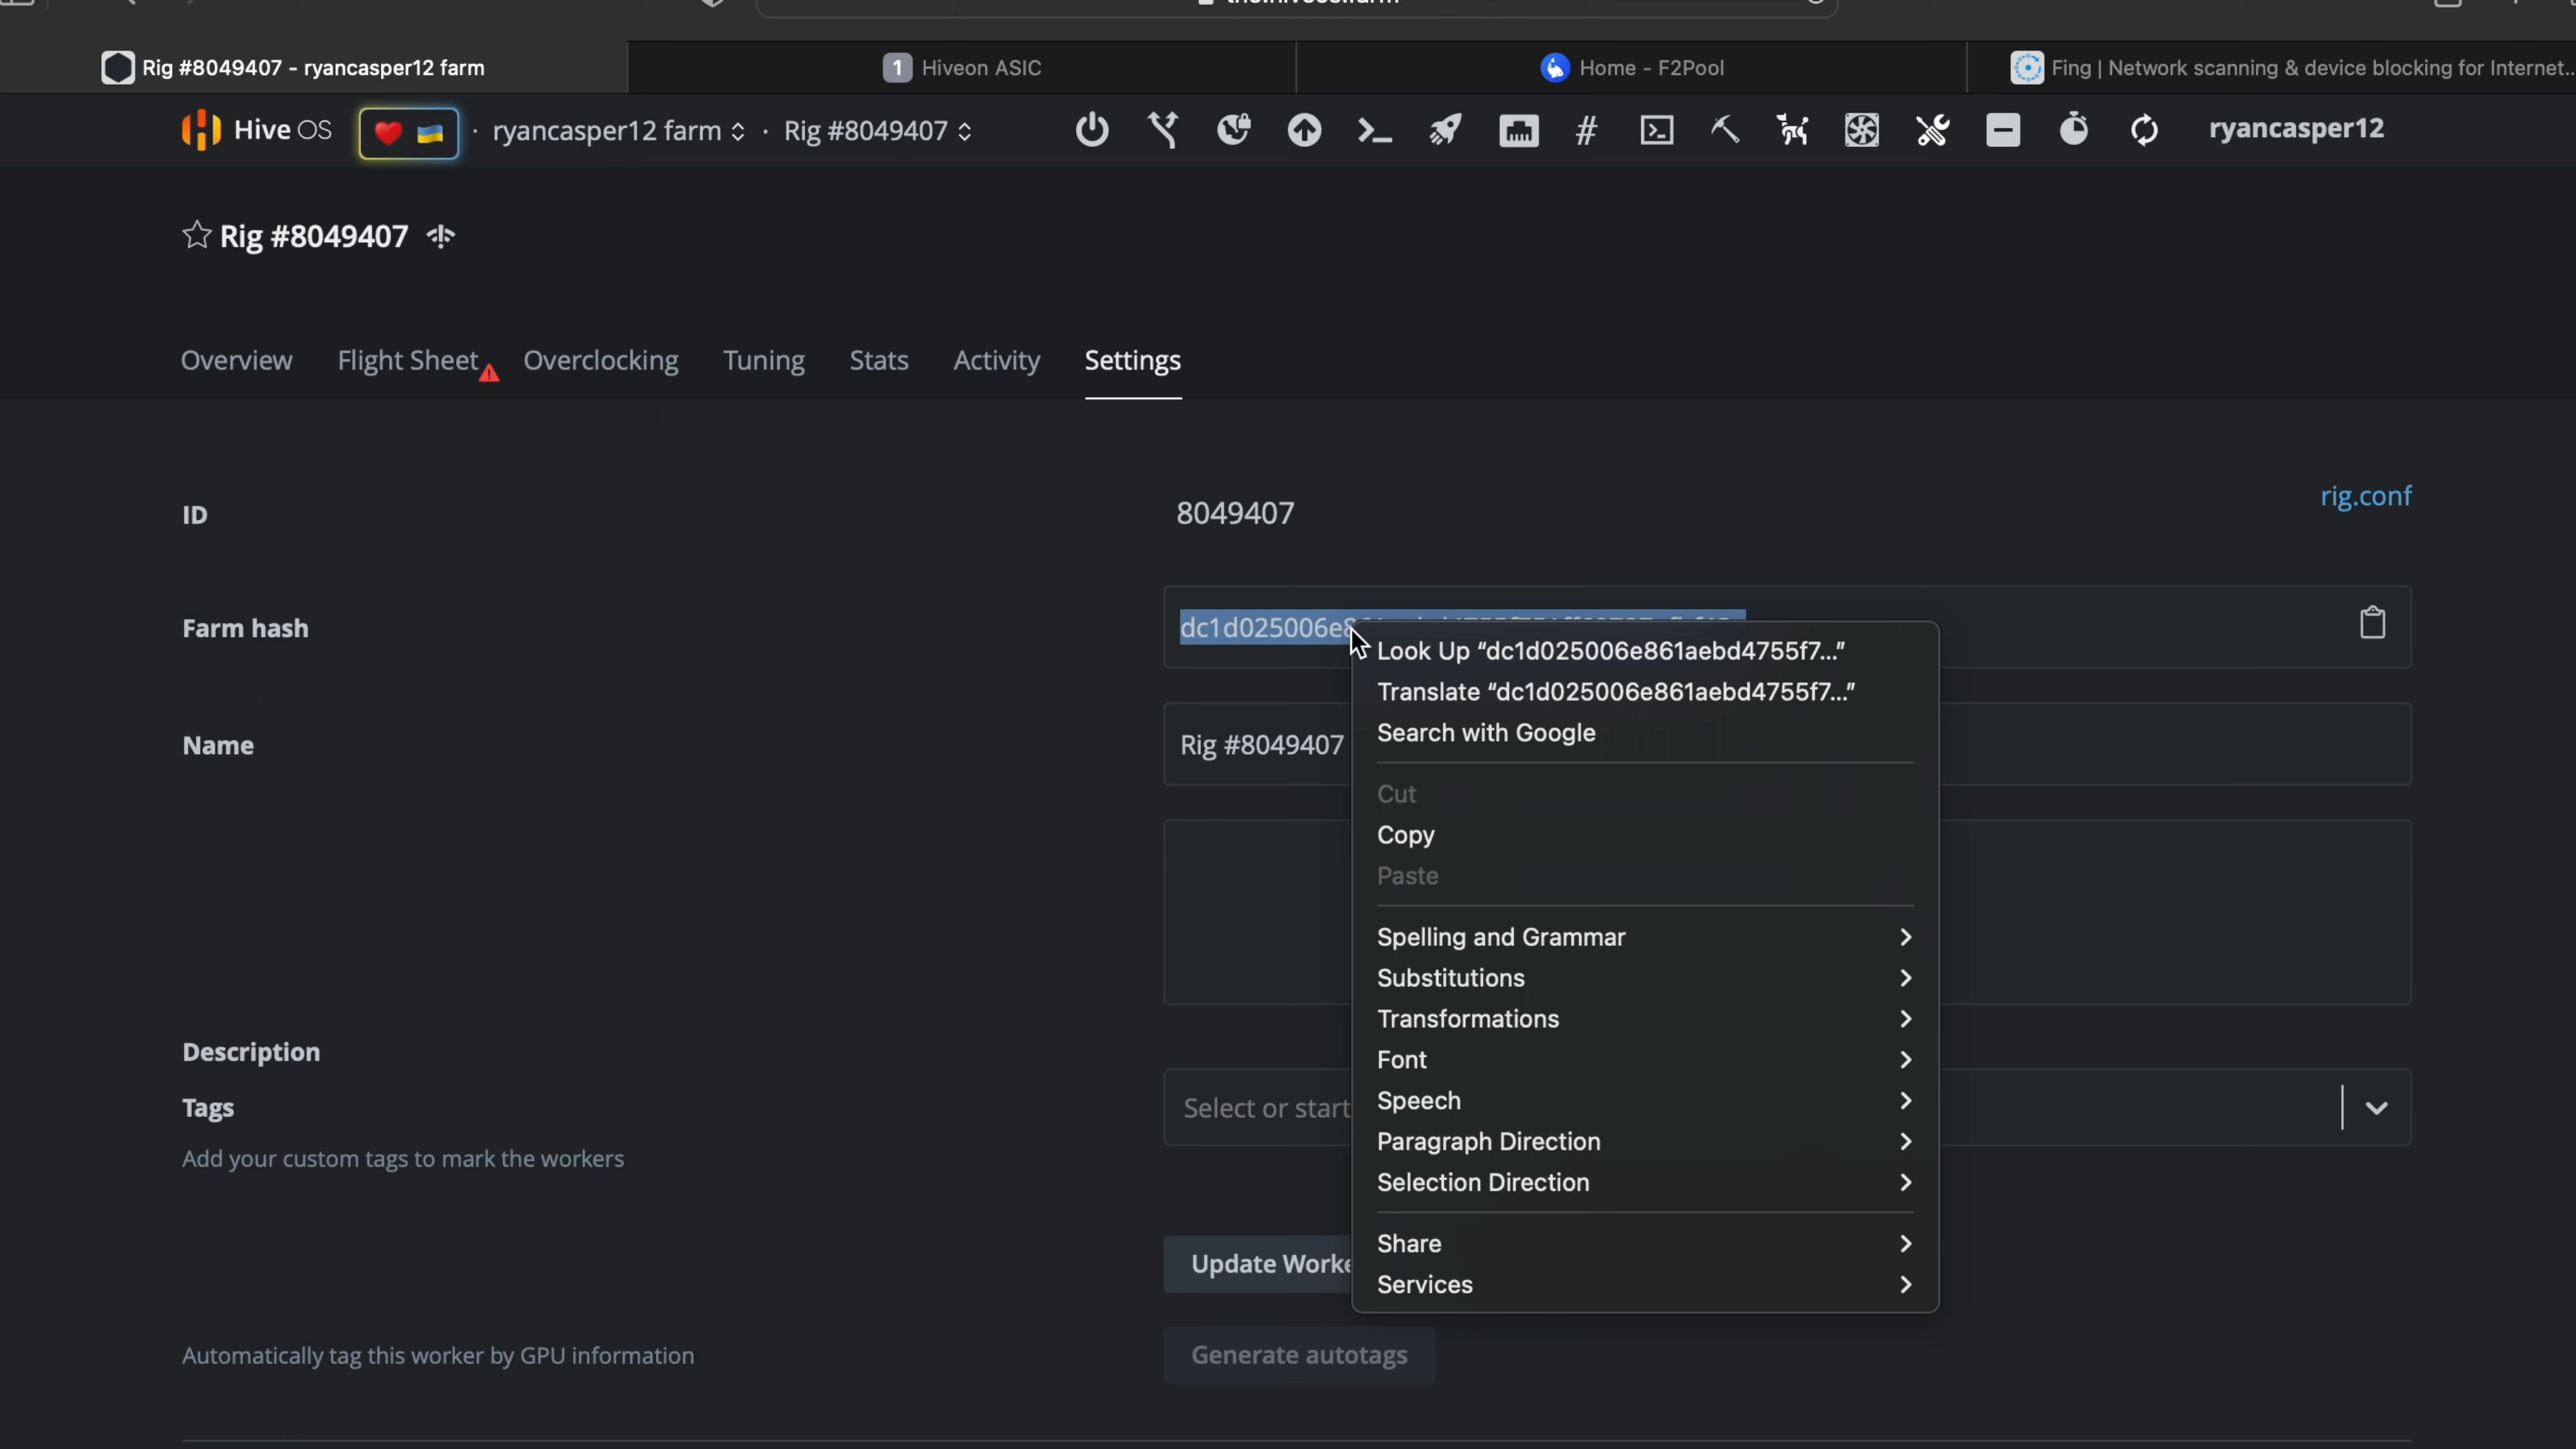 Rig #8049407 - ryancasper12 farm
1 Hiveon ASIC
Home - F2Pool
Fing | Network scanning & device blocking for Internet...
Hive OS · ryancasper12 farm · Rig #8049407
# ryancasper12
Rig #8049407
Overview Flight Sheet Overclocking Tuning Stats Activity Settings
rig.conf
ID 8049407
Farm hash dc1d025006e8
Look Up “dc1d025006e861aebd4755f7...”
Translate “dc1d025006e861aebd4755f7...”
Search with Google
Name Rig #8049407
Cut
Copy
Paste
Spelling and Grammar
Substitutions
Transformations
Font
Speech
Paragraph Direction
Selection Direction
Share
Services
Description
Tags Select or start
Add your custom tags to mark the workers
Update Worke
Automatically tag this worker by GPU information Generate autotags